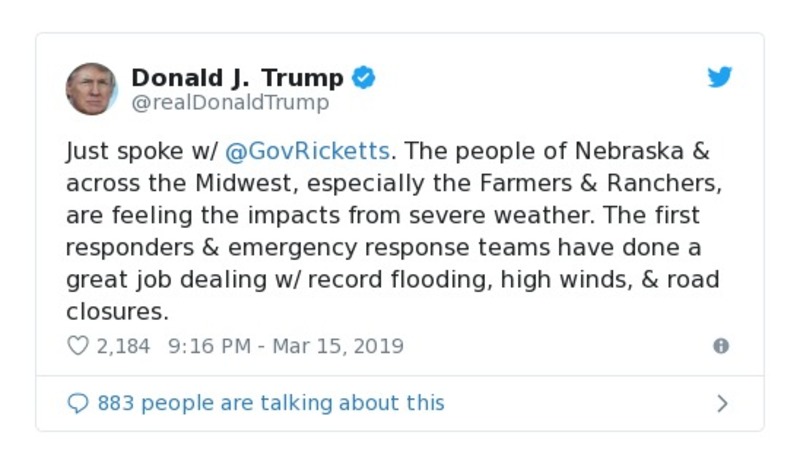 Donald J. Trump
@realDonaldTrump
Just spoke w/ @GovRicketts. The people of Nebraska &
across the Midwest, especially the Farmers & Ranchers,
are feeling the impacts from severe weather. The first
responders & emergency response teams have done a
great job dealing w/ record flooding, high winds, & road
closures.
2,184 9:16 PM - Mar 15, 2019
883 people are talking about this